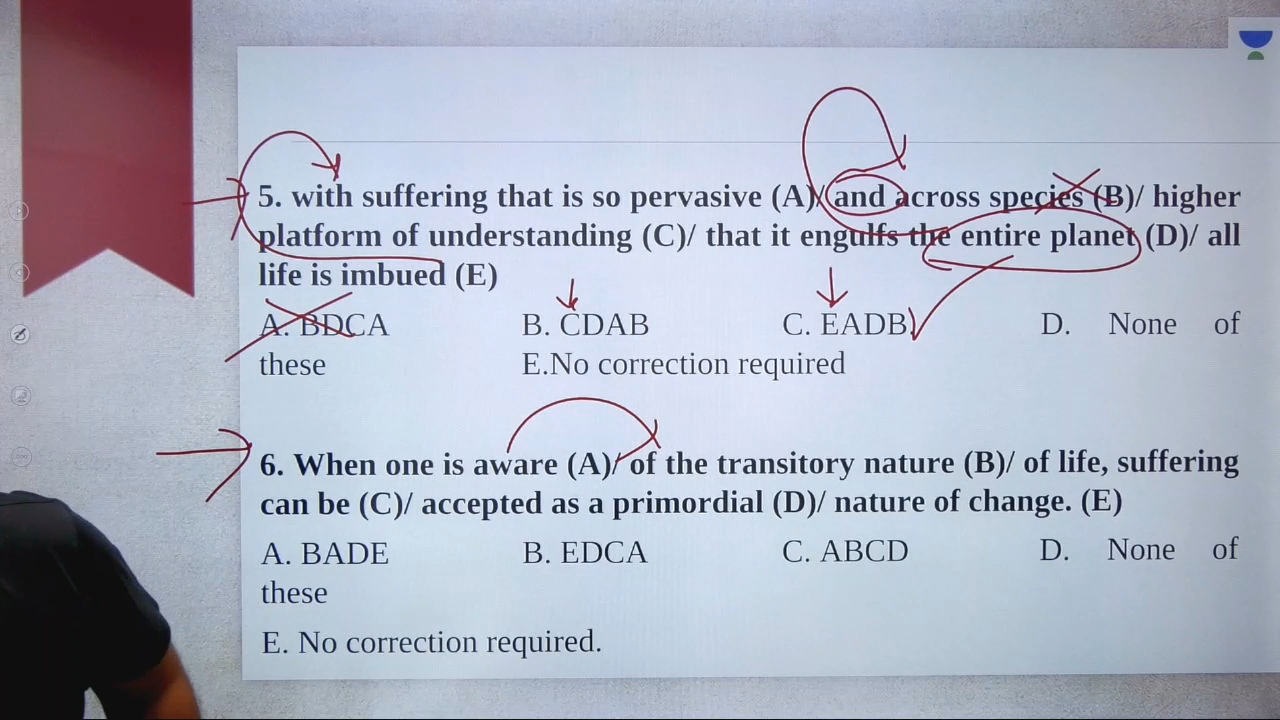 5. with suffering that is so pervasive (A)/ and across species (B)/ higher
platform of understanding (C)/ that it engulfs the entire planet (D)/ all
life is imbued (E)
A. BDCA B. CDAB C. EADB D. None of
these E.No correction required
6. When one is aware (A)/ of the transitory nature (B)/ of life, suffering
can be (C)/ accepted as a primordial (D)/ nature of change. (E)
A. BADE B. EDCA C. ABCD D. None of
these
E. No correction required.